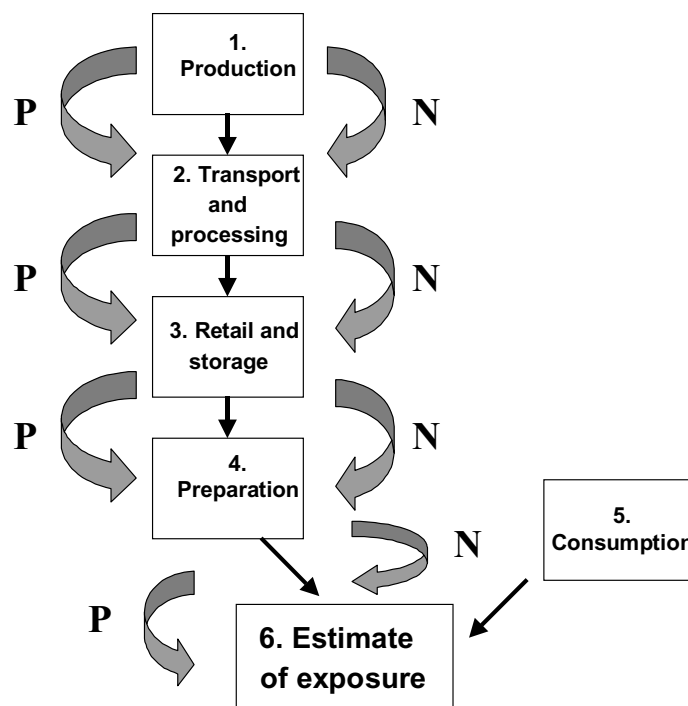 1.
Production
P
N
2. Transport
and
processing
P
N
3. Retail and
storage
P
N
4.
Preparation
5.
Consumption
N
P
6. Estimate
of exposure